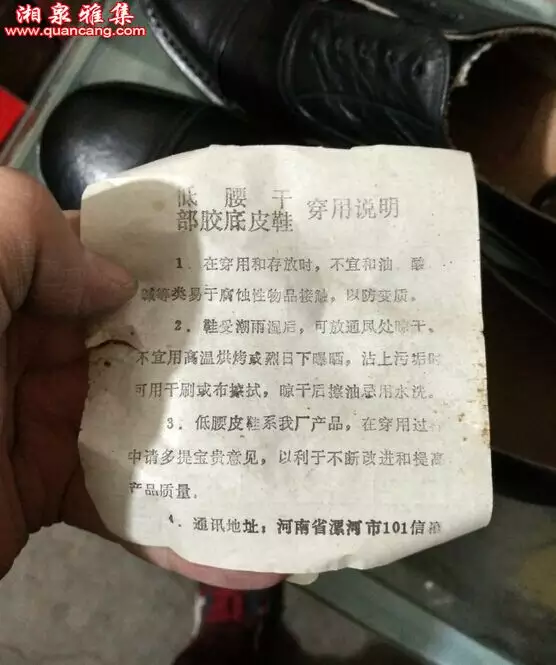 湘泉雅集
www.quancang.com
低腰干
部胶底皮鞋 穿用说明
1．在穿用和存放时，不宜和油、酸
碱等类易于腐蚀性物品接触，以防变质。
2．鞋受潮雨湿后，可放通风处晾干。
不宜用高温烘烤或烈日下曝晒，沾上污垢时
可用干刷或布擦拭，晾干后擦油忌用水洗。
3．低腰皮鞋系我厂产品，在穿用过
中请多提宝贵意见，以利于不断改进和提高
产品质量。
4．通讯地址：河南省漯河市101信